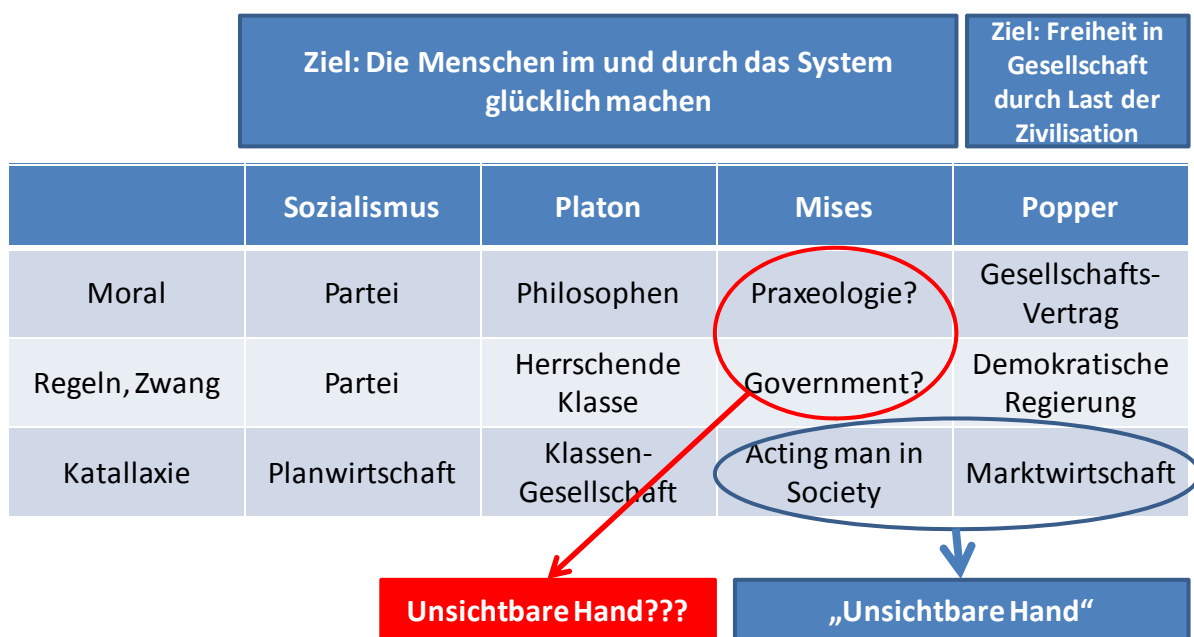 Ziel: Die Menschen im und durch das System
glücklich machen
Ziel: Freiheit in
Gesellschaft
durch Last der
Zivilisation
Sozialismus
Platon
Mises
Popper
Moral
Partei
Philosophen
Praxeologie?
Gesellschafts-
Vertrag
Regeln, Zwang
Partei
Herrschende
Klasse
Government?
Demokratische
Regierung
Katallaxie
Planwirtschaft
Klassen-
Gesellschaft
Acting man in
Society
Marktwirtschaft
Unsichtbare Hand???
„Unsichtbare Hand“